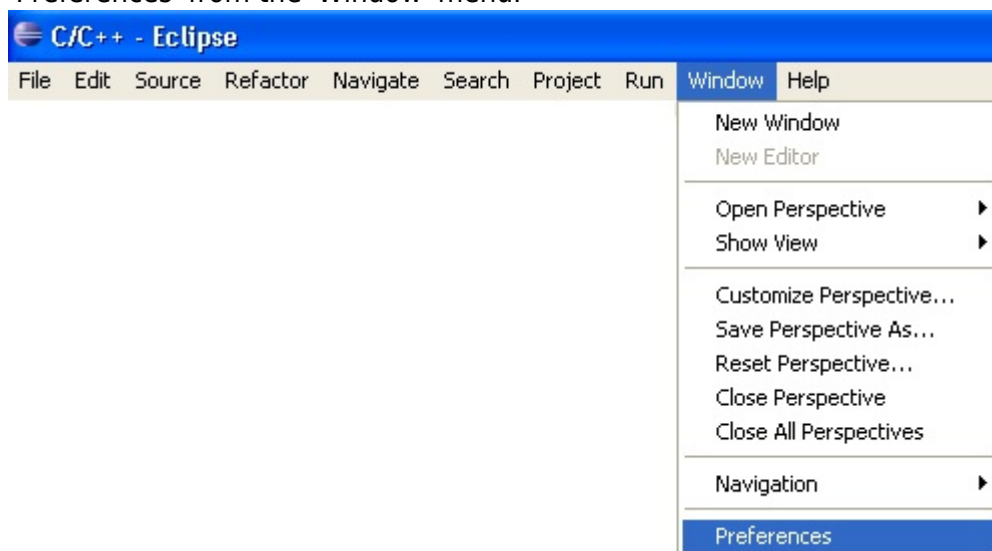 Preferences from the Window menu.
C/C++ - Eclipse
File Edit Source Refactor Navigate Search Project Run Window Help
New Window
New Editor
Open Perspective
Show View
Customize Perspective...
Save Perspective As...
Reset Perspective...
Close Perspective
Close All Perspectives
Navigation
Preferences